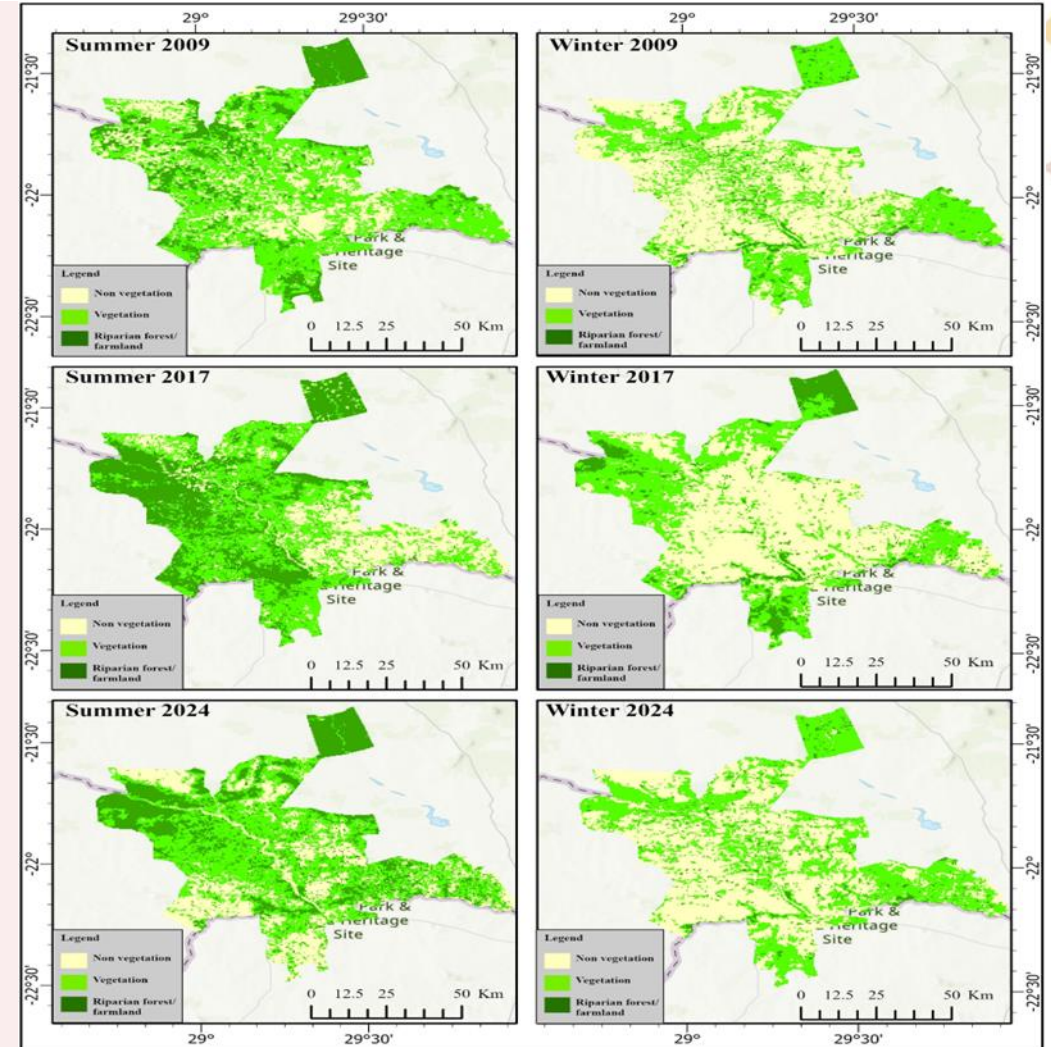 29° 29°30' 29° 29°30'
Summer 2009
Winter 2009
-21°30'
-22°
-22°30'
Park &
Heritage
Site
Legend
Non vegetation
Vegetation
Riparian forest/
farmland
0 12.5 25 50 Km
Park &
Heritage
Site
Legend
Non vegetation
Vegetation
Riparian forest/
farmland
0 12.5 25 50 Km
-21°30'
-22°
-22°30'
Summer 2017
Winter 2017
-21°30'
-22°
-22°30'
Park &
Heritage
Site
Legend
Non vegetation
Vegetation
Riparian forest/
farmland
0 12.5 25 50 Km
Park &
Heritage
Site
Legend
Non vegetation
Vegetation
Riparian forest/
farmland
0 12.5 25 50 Km
-21°30'
-22°
-22°30'
Summer 2024
Winter 2024
-21°30'
-22°
-22°30'
Park &
Heritage
Site
Legend
Non vegetation
Vegetation
Riparian forest/
farmland
0 12.5 25 50 Km
Park &
Heritage
Site
Legend
Non vegetation
Vegetation
Riparian forest/
farmland
0 12.5 25 50 Km
-21°30'
-22°
-22°30'
29° 29°30' 29° 29°30'